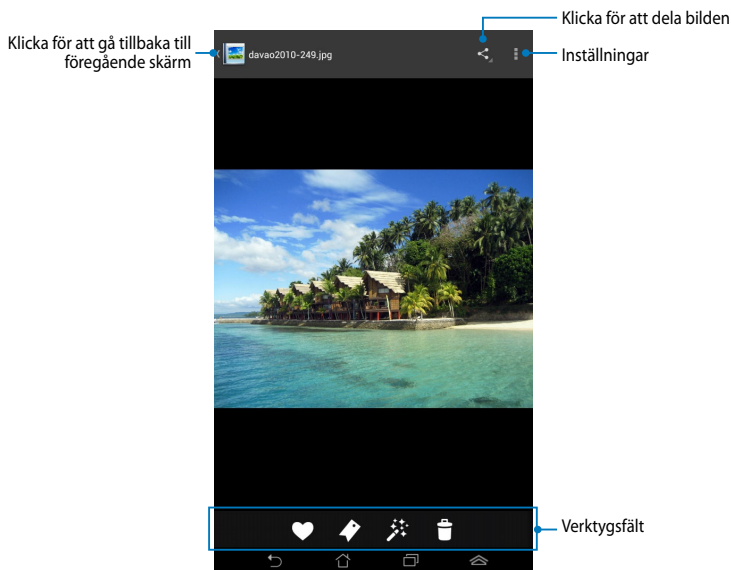 Klicka för att dela bilden
Klicka för att gå tillbaka till
föregående skärm
davao2010-249.jpg
Inställningar
Verktygsfält